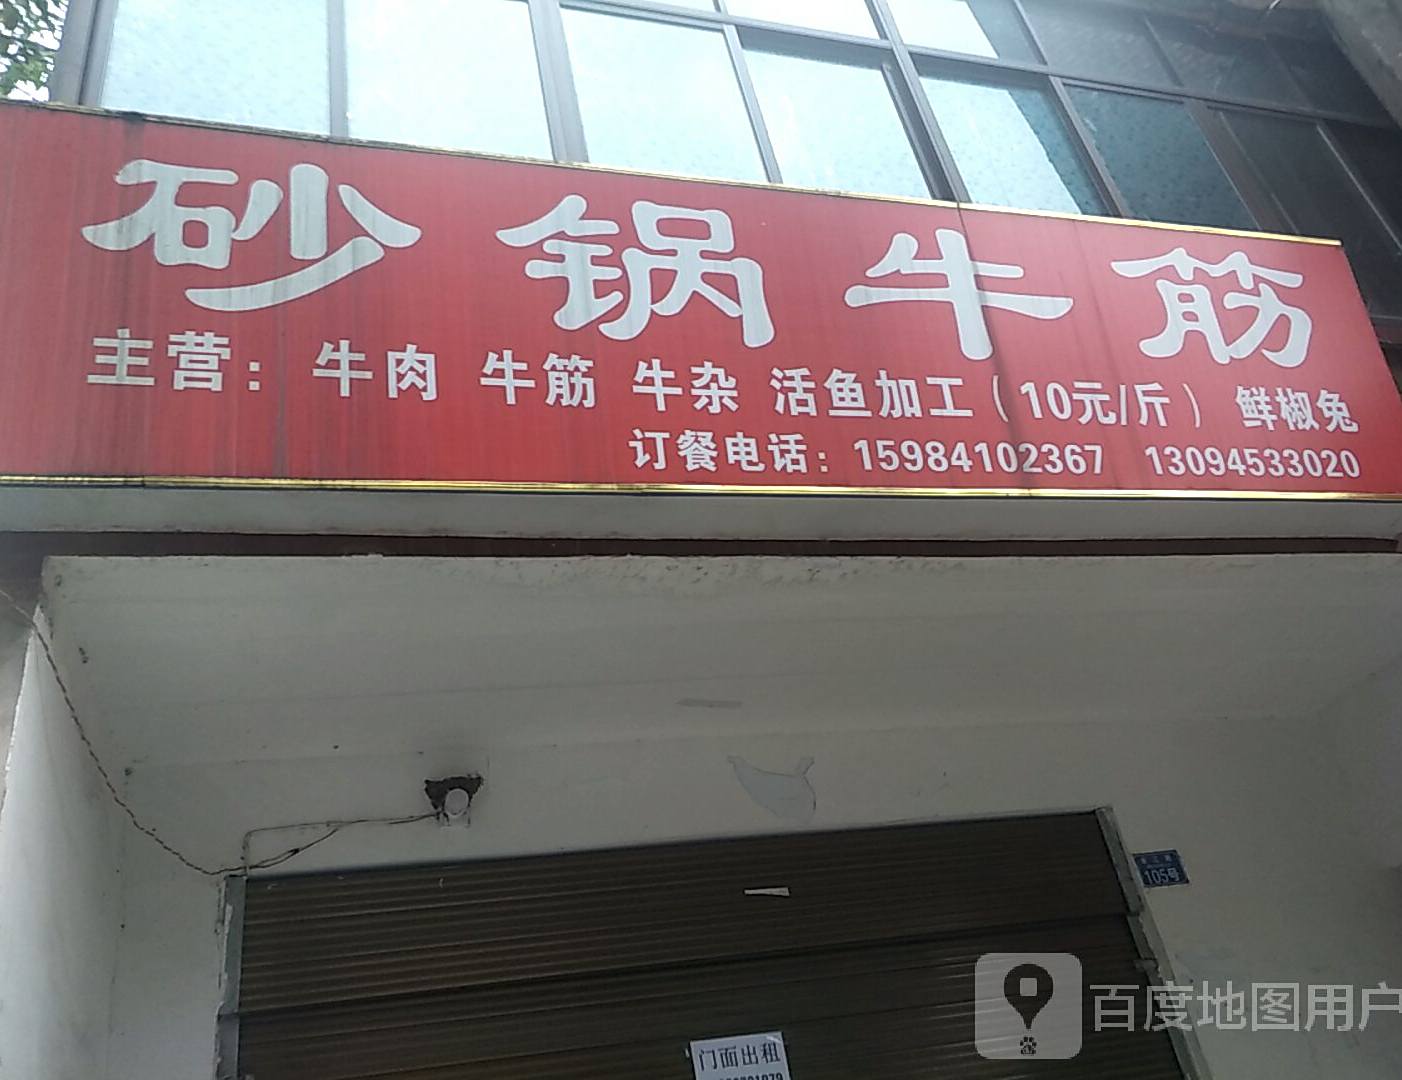 砂锅牛筋
主营：牛肉 牛筋 牛杂 活鱼加工（10元/斤） 鲜椒兔
订餐电话：15984102367 13094533020
105号
门面出租
百度地图用户